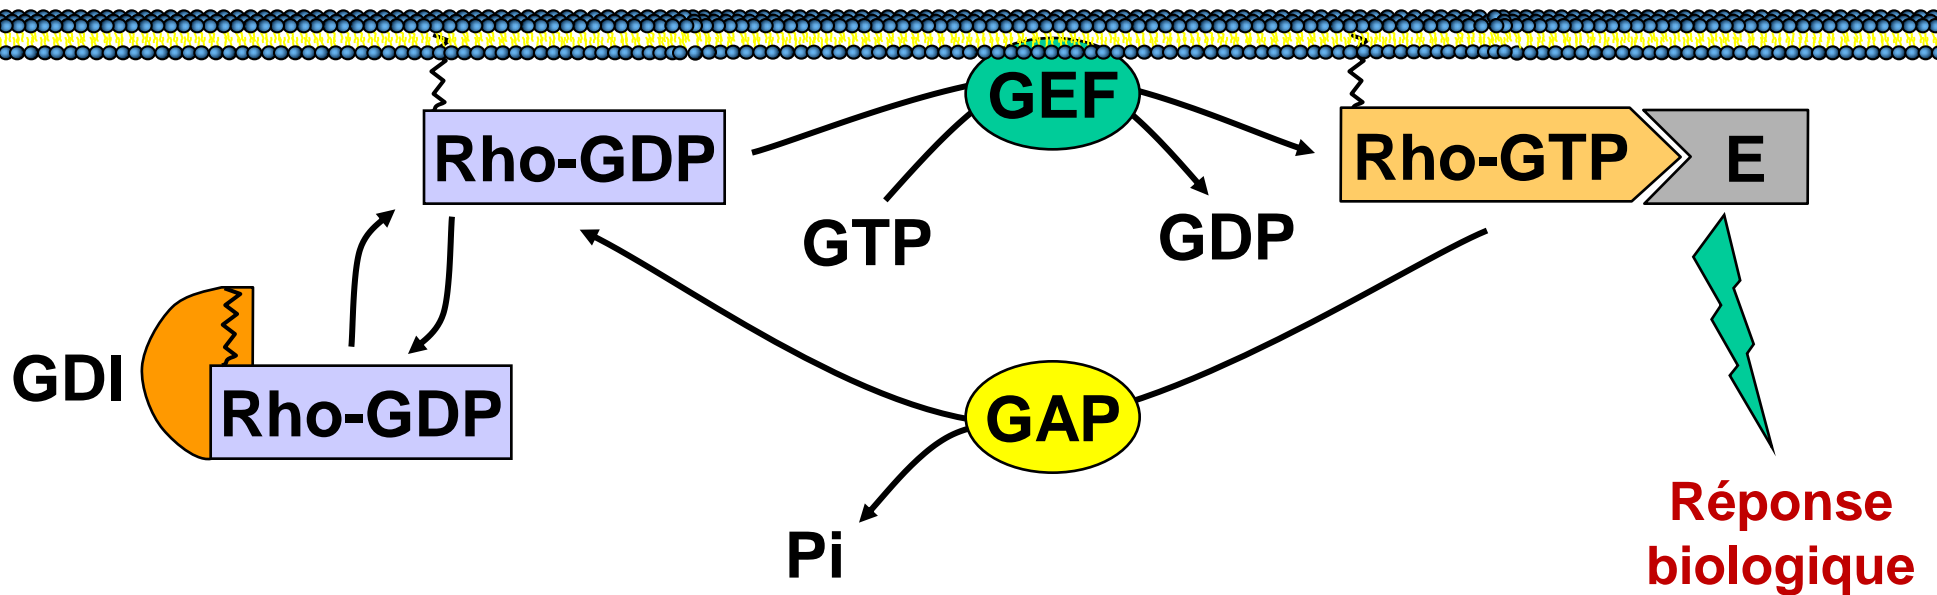 GEF
Rho-GDP
Rho-GTP
E
GTP
GDP
GDI
Rho-GDP
GAP
Pi
Réponse
biologique